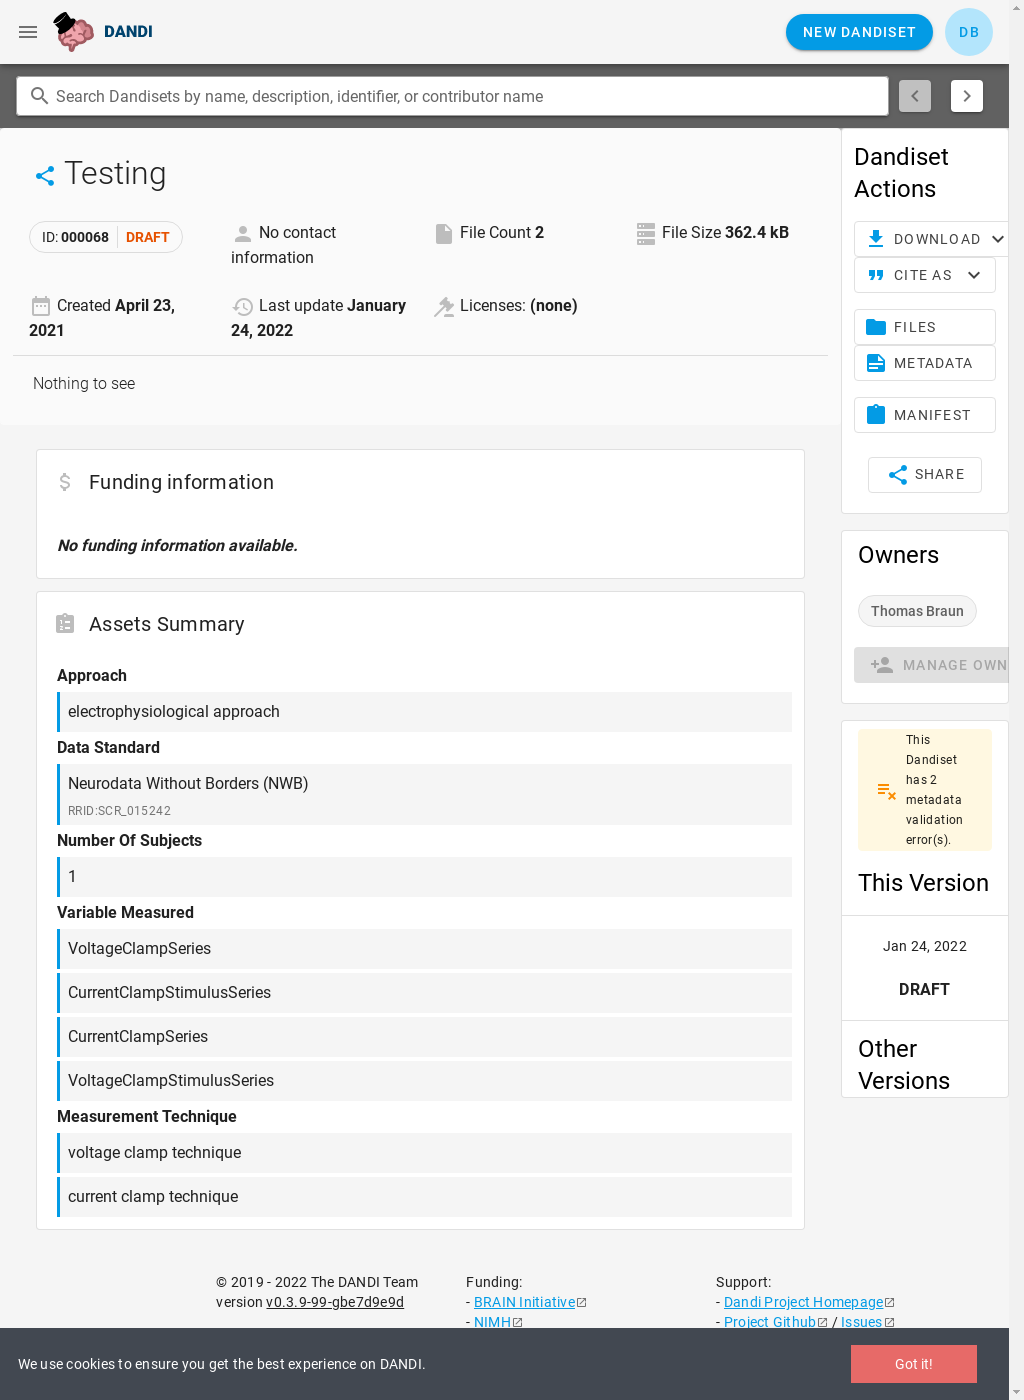 DANDI
NEW DANDISET
DB
Search Dandisets by name, description, identifier, or contributor name
Testing
ID: 000068 DRAFT
No contact
information
File Count 2
File Size 362.4 kB
Created April 23,
2021
Last update January
24, 2022
Licenses: (none)
Nothing to see
Funding information
No funding information available.
Assets Summary
Approach
electrophysiological approach
Data Standard
Neurodata Without Borders (NWB)
RRID:SCR_015242
Number Of Subjects
1
Variable Measured
VoltageClampSeries
CurrentClampStimulusSeries
CurrentClampSeries
VoltageClampStimulusSeries
Measurement Technique
voltage clamp technique
current clamp technique
Dandiset
Actions
DOWNLOAD
CITE AS
FILES
METADATA
MANIFEST
SHARE
Owners
Thomas Braun
MANAGE OWN
This
Dandiset
has 2
metadata
validation
error(s).
This Version
Jan 24, 2022
DRAFT
Other
Versions
© 2019 - 2022 The DANDI Team
version v0.3.9-99-gbe7d9e9d
Funding:
- BRAIN Initiative
- NIMH
Support:
- Dandi Project Homepage
- Project Github / Issues
We use cookies to ensure you get the best experience on DANDI.
Got it!